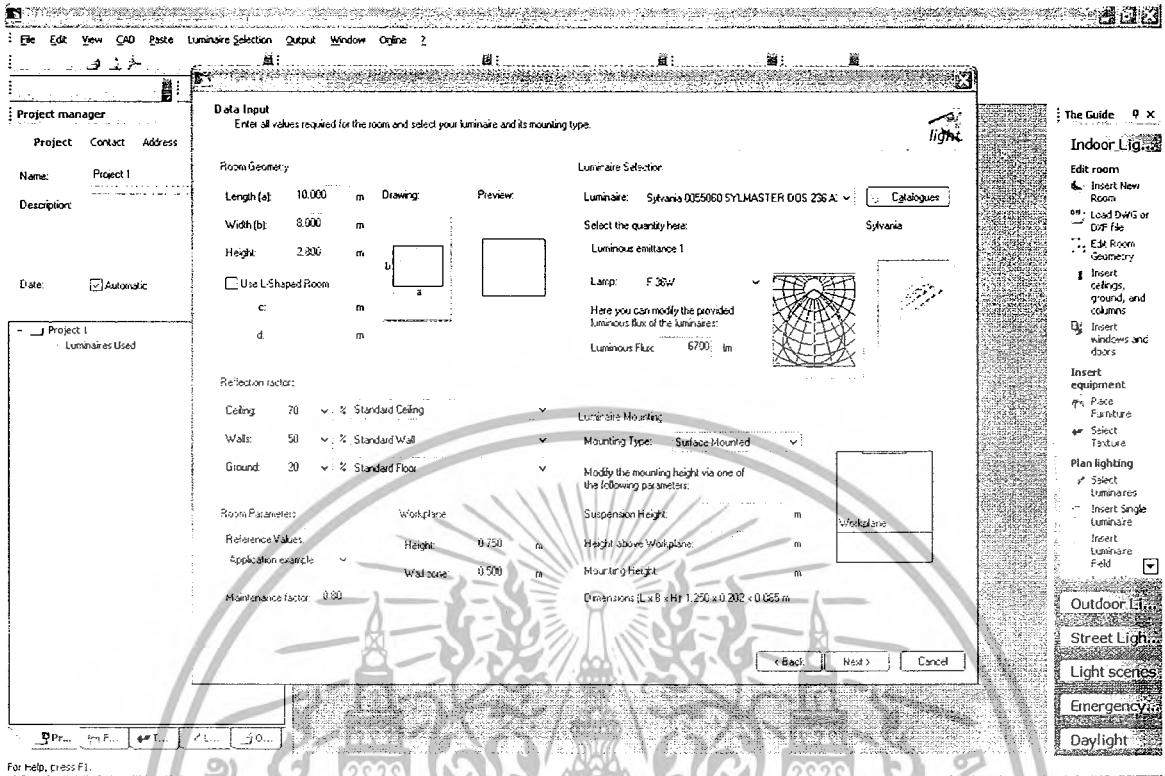 File Edit View CAD Paste Luminaire Selection Output Window Online ?
Project manager
Project Contact Address
Name: Project 1
Description:
Date: Automatic
Project 1
Luminaires Used
Data Input
Enter all values required for the room and select your luminaire and its mounting type.
light
Room Geometry
Length (a): 10.000 m Drawing: Preview:
Width (b): 8.000 m
Height: 2.800 m
b
a
Use L-Shaped Room
c: m
d: m
Reflection factors
Ceiling: 70 % Standard Ceiling
Walls: 50 % Standard Wall
Ground: 20 % Standard Floor
Room Parameters
Reference Values:
Application example
Maintenance factor: 0.80
Workplane
Height: 0.750 m
Wall zone: 0.500 m
Luminaire Selection
Luminaire: Sylvania 0055060 SYLMASTER DOS 236 A: Catalogues
Select the quantity here: Sylvania
Luminous emittance 1
Lamp: F 36W
Here you can modify the provided
luminous flux of the luminaires:
Luminous Flux: 6700 lm
Luminaire Mounting
Mounting Type: Surface Mounted
Modify the mounting height via one of
the following parameters:
Suspension Height: m
Height above Workplane: m
Mounting Height: m
Workplane
Dimensions (L x B x H): 1.250 x 0.202 x 0.065 m
< Back Next > Cancel
The Guide
Indoor Lig...
Edit room
Insert New
Room
Load DWG or
DXF file
Edit Room
Geometry
Insert
ceilings,
ground, and
columns
Insert
windows and
doors
Insert
equipment
Place
Furniture
Select
Texture
Plan lighting
Select
Luminaires
Insert Single
Luminaire
Insert
Luminaire
Field
Outdoor Li...
Street Ligh...
Light scenes
Emergency...
Daylight
Pr... F... T... L... O...
For Help, press F1.